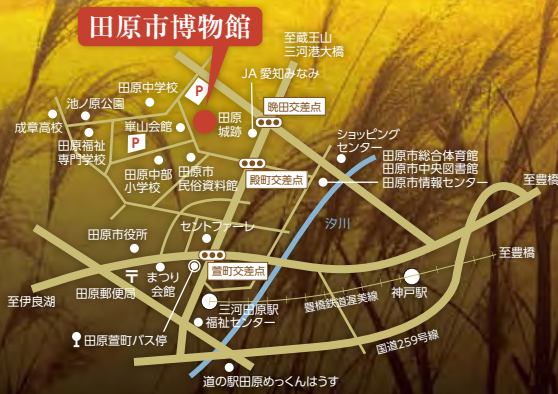 田原市博物館
至蔵王山
三河港大橋
JA 愛知みなみ
田原中学校
P
晩田交差点
池ノ原公園
成章高校
崋山会館
田原
城跡
P
田原福祉
専門学校
ショッピング
センター
田原中部
小学校
田原市
民俗資料館
殿町交差点
田原市総合体育館
田原市中央図書館
田原市情報センター
至豊橋
汐川
セントファーレ
田原市役所
至豊橋
萱町交差点
〒
まつり
会館
田原郵便局
神戸駅
至伊良湖
三河田原駅
豊橋鉄道渥美線
福祉センター
田原萱町バス停
国道259号線
道の駅田原めっくんはうす